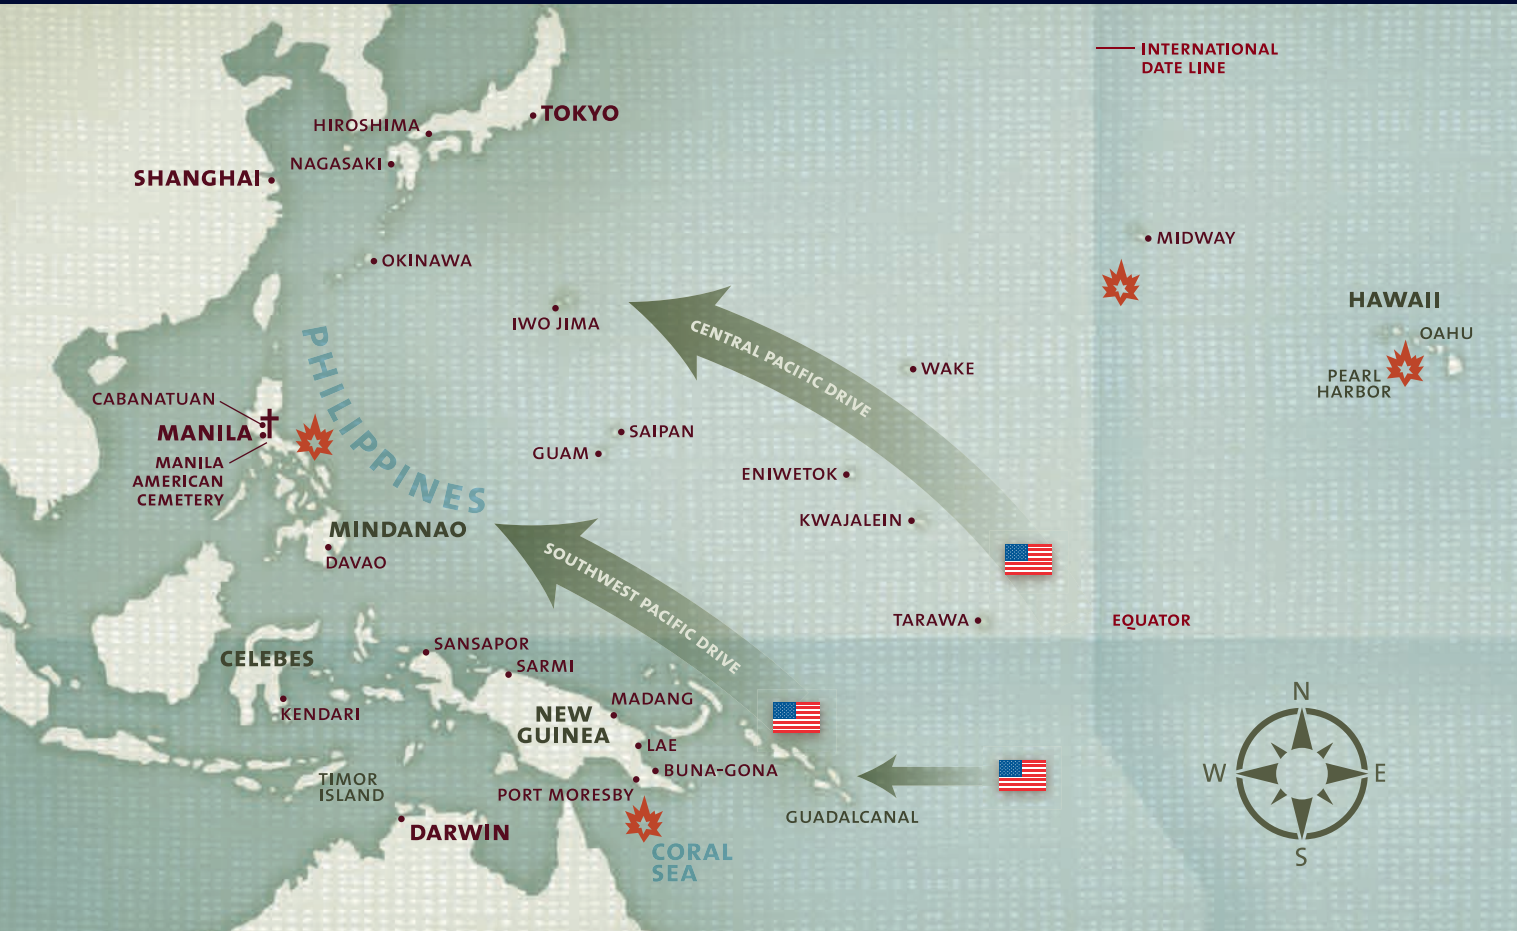 INTERNATIONAL
DATE LINE
TOKYO
HIROSHIMA
NAGASAKI
SHANGHAI
MIDWAY
OKINAWA
HAWAII
IWO JIMA
OAHU
CENTRAL PACIFIC DRIVE
WAKE
PEARL
HARBOR
PHILIPPINES
CABANATUAN
MANILA
SAIPAN
GUAM
MANILA
AMERICAN
CEMETERY
ENIWETOK
KWAJALEIN
MINDANAO
DAVAO
SOUTHWEST PACIFIC DRIVE
TARAWA
EQUATOR
SANSAPOR
CELEBES
SARMI
KENDARI
MADANG
NEW
GUINEA
LAE
BUNA-GONA
TIMOR
ISLAND
PORT MORESBY
GUADALCANAL
DARWIN
CORAL
SEA
N
W
E
S